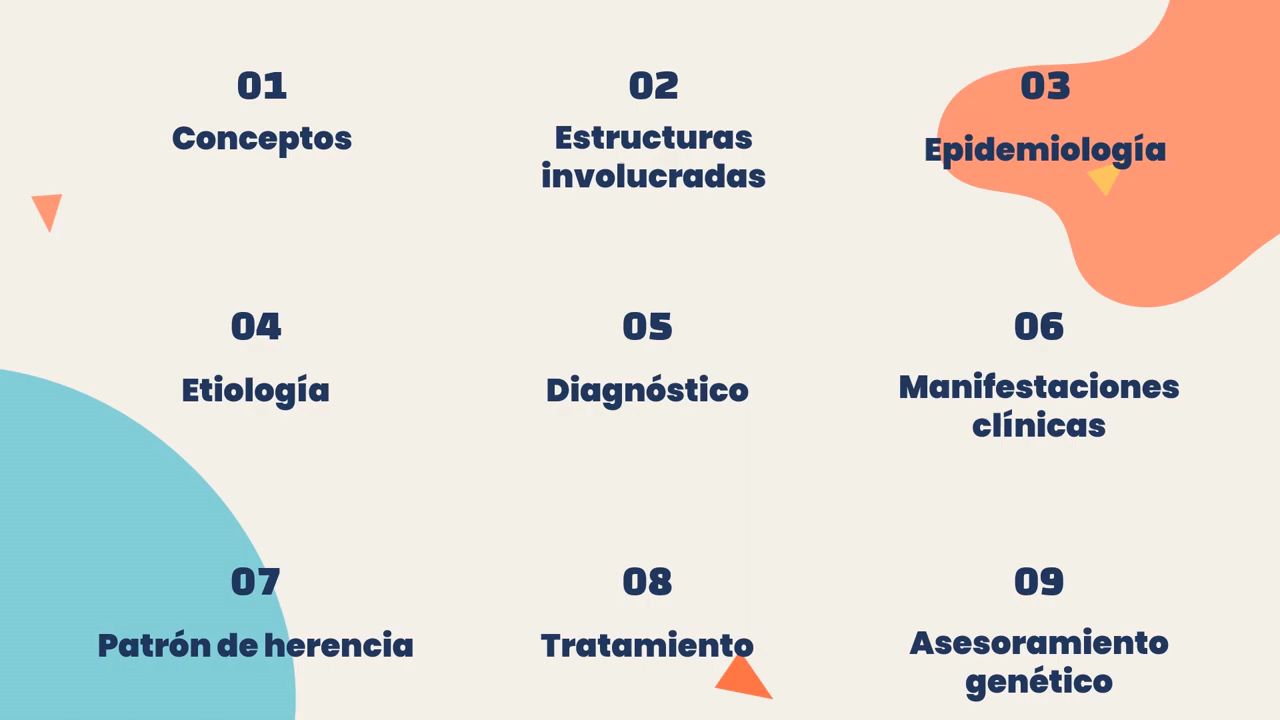 01
Conceptos
02
Estructuras
involucradas
03
Epidemiología
04
Etiología
05
Diagnóstico
06
Manifestaciones
clínicas
07
Patrón de herencia
08
Tratamiento
09
Asesoramiento
genético